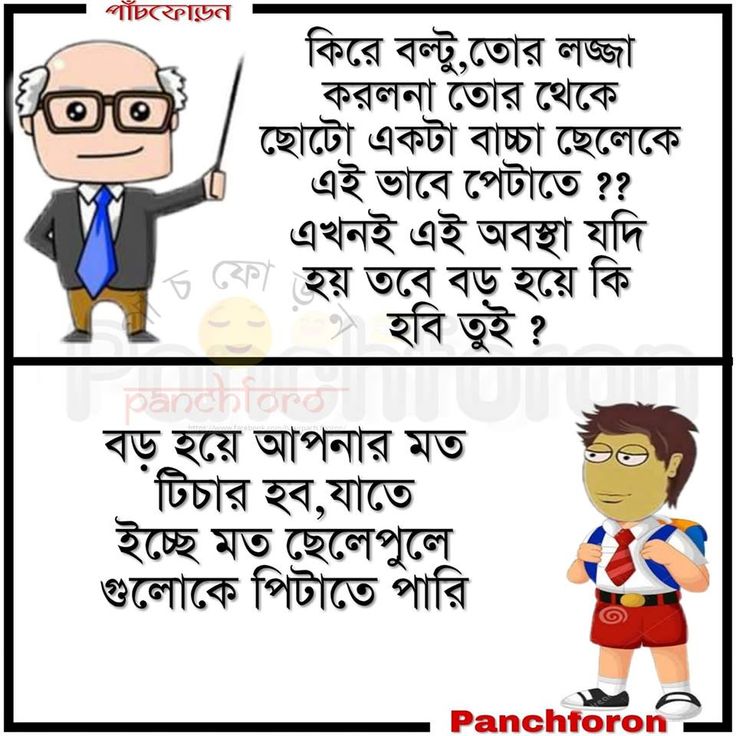 পাঁচফোড়ন
কিরে বল্টু,তোর লজ্জা
করলনা তোর থেকে
ছোটো একটা বাচ্চা ছেলেকে
এই ভাবে পেটাতে ??
এখনই এই অবস্থা যদি
হয় তবে বড় হয়ে কি
হবি তুই ?
পাঁচ ফোড়ন
Panchforon
panchforo
বড় হয়ে আপনার মত
টিচার হব,যাতে
ইচ্ছে মত ছেলেপুলে
গুলোকে পিটাতে পারি
Panchforon